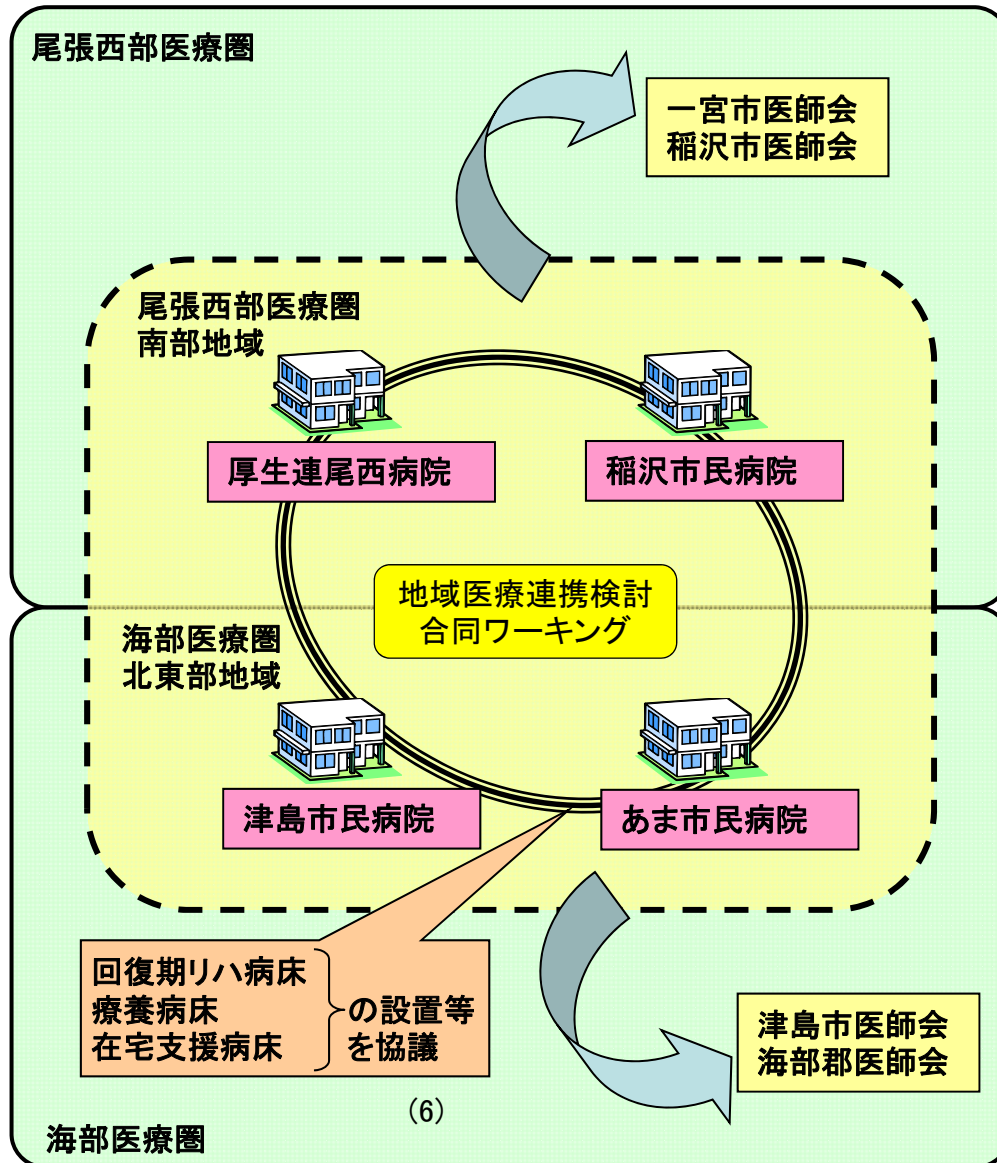 尾張西部医療圏
一宮市医師会
稲沢市医師会
尾張西部医療圏
南部地域
厚生連尾西病院
稲沢市民病院
地域医療連携検討
合同ワーキング
海部医療圏
北東部地域
津島市民病院
あま市民病院
回復期リハ病床
療養病床
在宅支援病床
の設置等
を協議
津島市医師会
海部郡医師会
(6)
海部医療圏